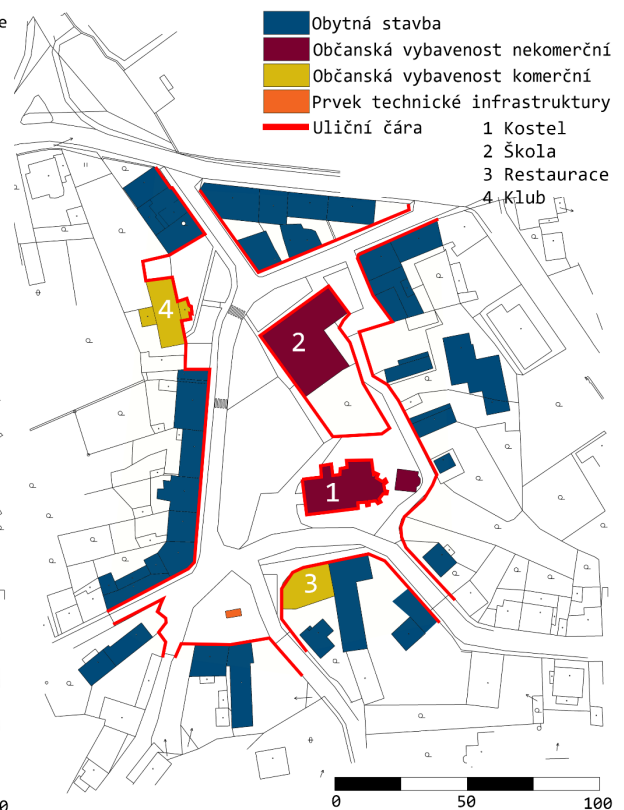 e
Obytná stavba
Občanská vybavenost nekomerční
Občanská vybavenost komerční
Prvek technické infrastruktury
Uliční čára
1 Kostel
2 Škola
3 Restaurace
4 Klub
4
2
1
3
0
0 50 100